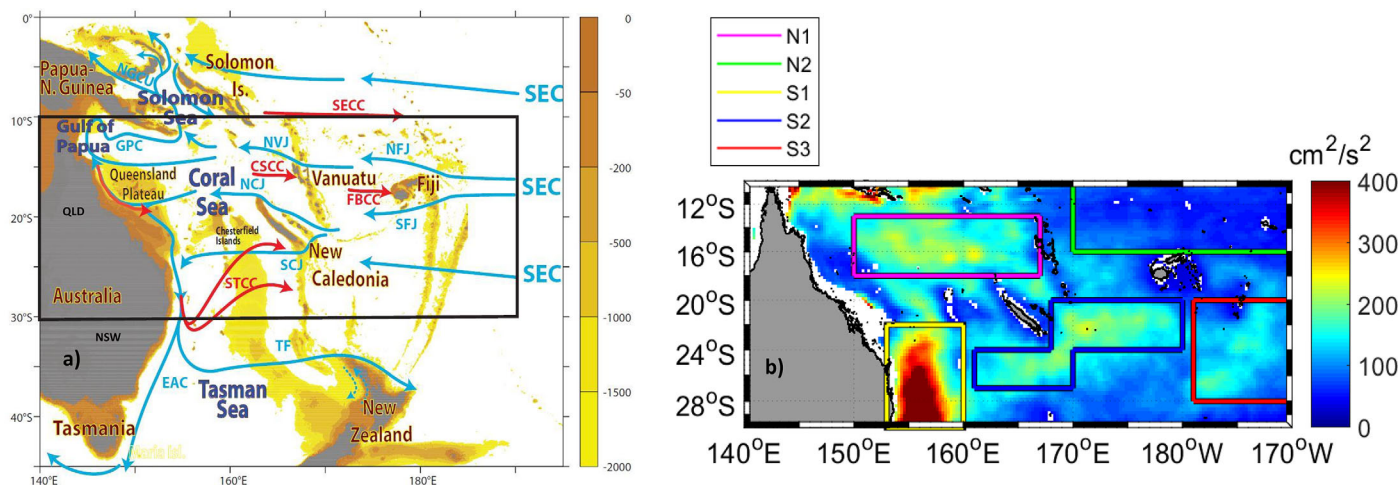 0°
10°S
20°S
30°S
40°S
140°E
160°E
180°E
Papua-
N. Guinea
NGCU
Solomon
Is.
Solomon
Sea
SEC
SECC
Gulf of
Papua
GPC
NVJ
NFJ
Queensland
Plateau
Coral
Sea
CSCC
NCJ
Vanuatu
FBCC
Fiji
SEC
QLD
SFJ
Chesterfield
Islands
New
Caledonia
SCJ
STCC
SEC
Australia
NSW
a)
TF
EAC
Tasman
Sea
New
Zealand
Tasmania
0
-50
-200
-500
-1000
-1500
-2000
N1
N2
S1
S2
S3
cm²/s²
12°S
16°S
20°S
24°S
28°S
b)
140°E
150°E
160°E
170°E
180°W
170°W
400
300
200
100
0